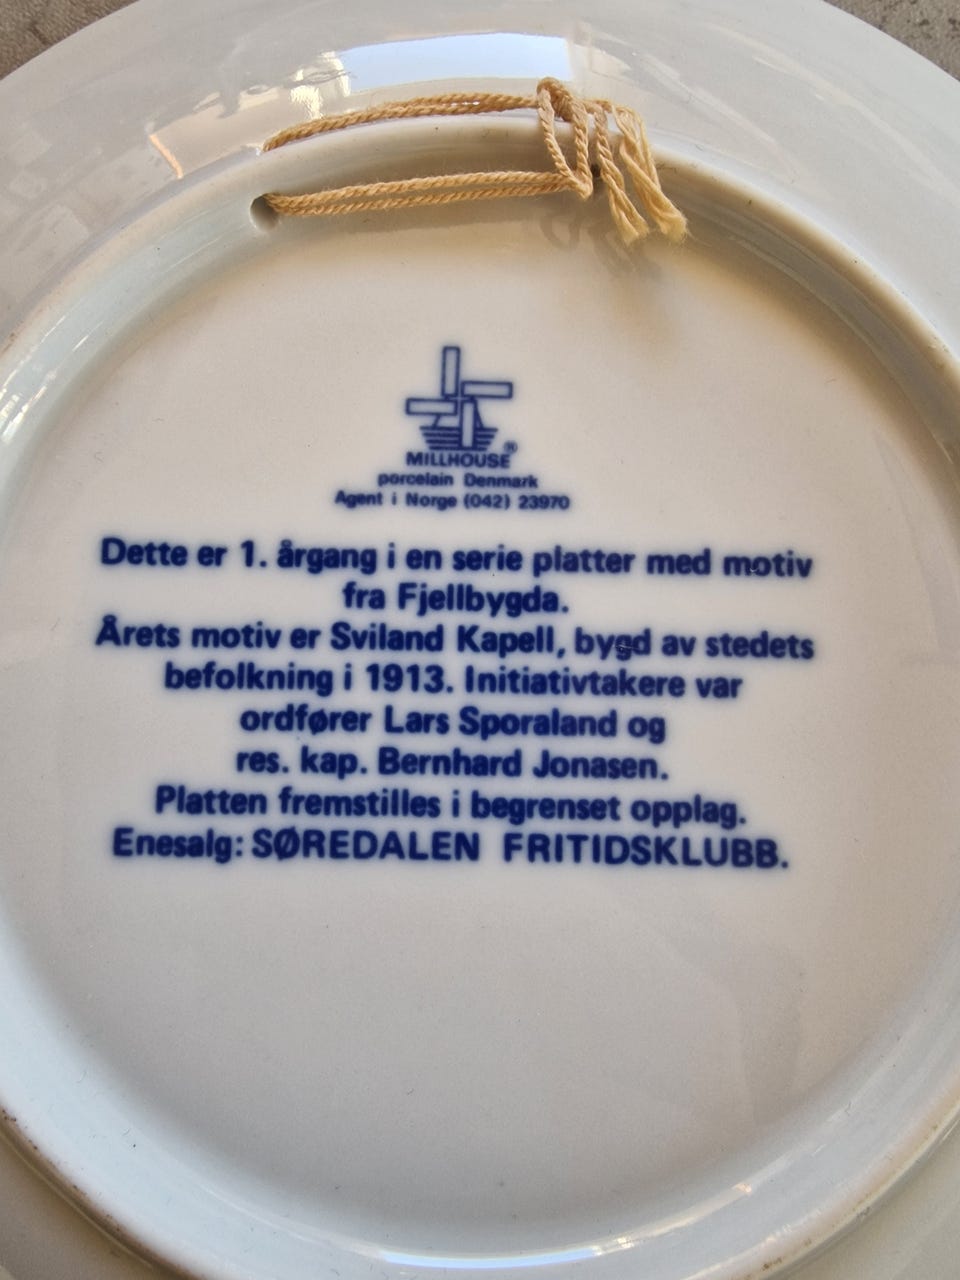 MILLHOUSE®
porcelain Denmark
Agent i Norge (042) 23970
Dette er 1. årgang i en serie platter med motiv
fra Fjellbygda.
Årets motiv er Sviland Kapell, bygd av stedets
befolkning i 1913. Initiativtakere var
ordfører Lars Sporaland og
res. kap. Bernhard Jonasen.
Platten fremstilles i begrenset opplag.
Enesalg: SØREDALEN FRITIDSKLUBB.